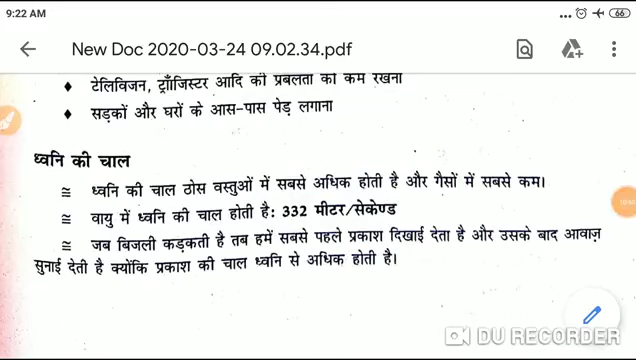 9:22 AM
66
New Doc 2020-03-24 09.02.34.pdf
♦ टेलिविजन, ट्राँजिस्टर आदि की प्रबलता को कम रखना
♦ सड़कों और घरों के आस-पास पेड़ लगाना
ध्वनि की चाल
≅ ध्वनि की चाल ठोस वस्तुओं में सबसे अधिक होती है और गैसों में सबसे कम।
≅ वायु में ध्वनि की चाल होती है: 332 मीटर/सेकेण्ड
≅ जब बिजली कड़कती है तब हमें सबसे पहले प्रकाश दिखाई देता है और उसके बाद आवाज़
सुनाई देती है क्योंकि प्रकाश की चाल ध्वनि से अधिक होती है।
DU RECORDER